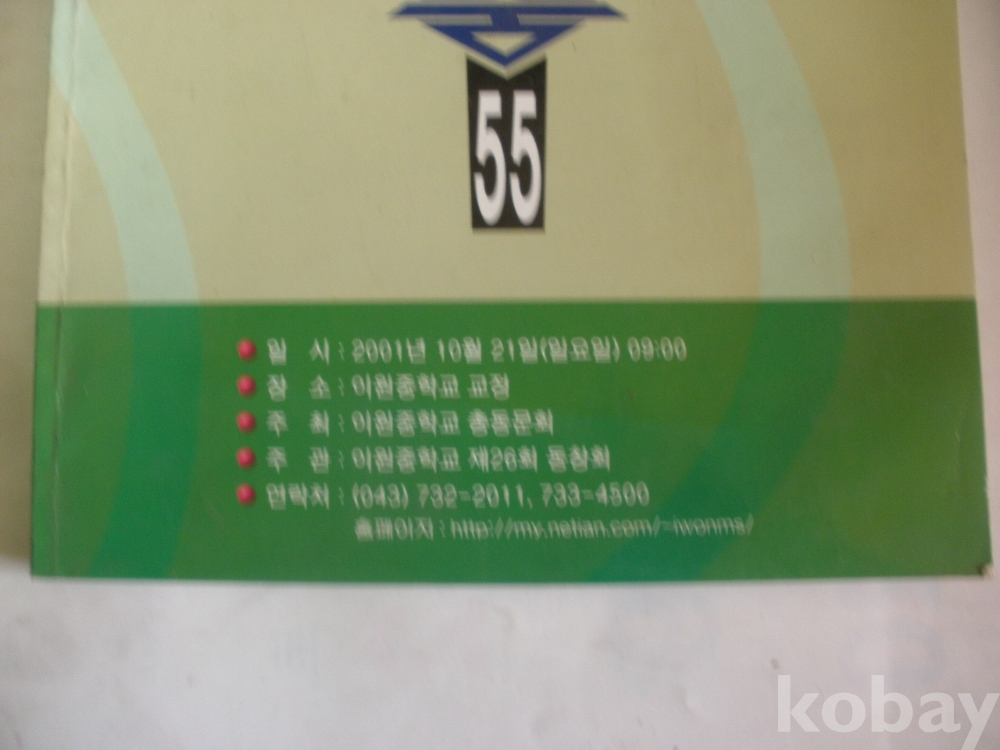 55
일 시 : 2001년 10월 21일(일요일) 09:00
장 소 : 이원중학교 교정
주 최 : 이원중학교 총동문회
주 관 : 이원중학교 제26회 동창회
연락처 : (043) 732-2011, 733-4500
홈페이지 : http://my.netian.com/~iwonms/
kobay